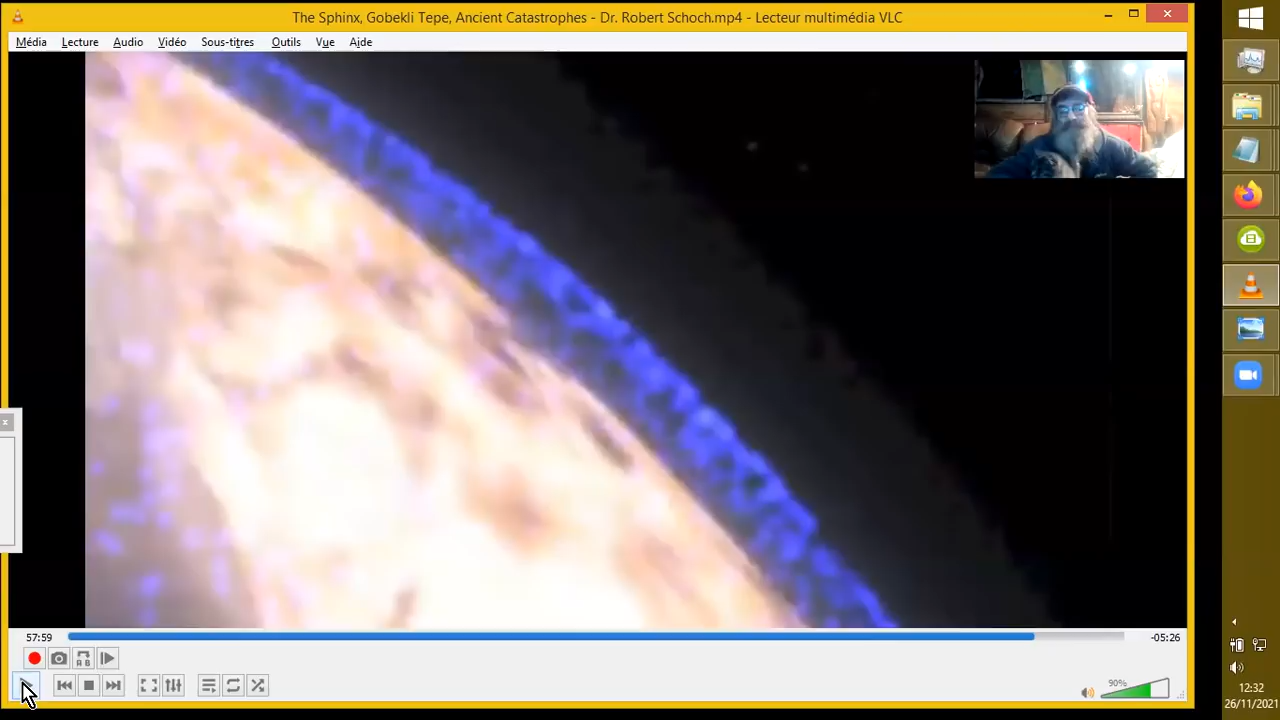 The Sphinx, Gobekli Tepe, Ancient Catastrophes - Dr. Robert Schoch.mp4 - Lecteur multimédia VLC
Média Lecture Audio Vidéo Sous-titres Outils Vue Aide
57:59 -05:26
AB
90%
12:32
26/11/2021